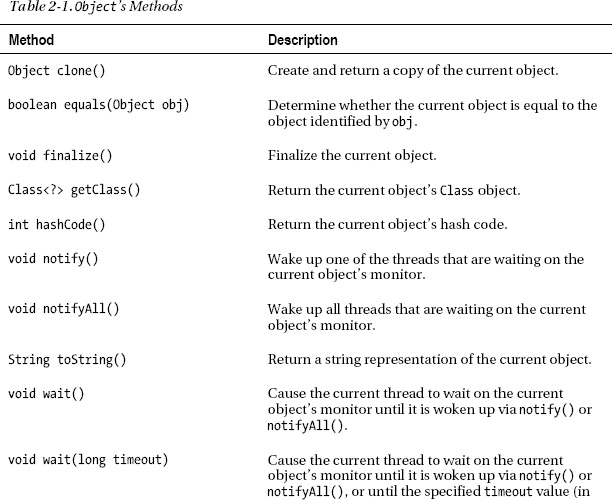 Table 2-1. Object's Methods
Method Description
Object clone() Create and return a copy of the current object.
boolean equals(Object obj) Determine whether the current object is equal to the
object identified by obj.
void finalize() Finalize the current object.
Class<?> getClass() Return the current object's Class object.
int hashCode() Return the current object's hash code.
void notify() Wake up one of the threads that are waiting on the
current object's monitor.
void notifyAll() Wake up all threads that are waiting on the current
object's monitor.
String toString() Return a string representation of the current object.
void wait() Cause the current thread to wait on the current
object's monitor until it is woken up via notify() or
notifyAll().
void wait(long timeout) Cause the current thread to wait on the current
object's monitor until it is woken up via notify() or
notifyAll(), or until the specified timeout value (in